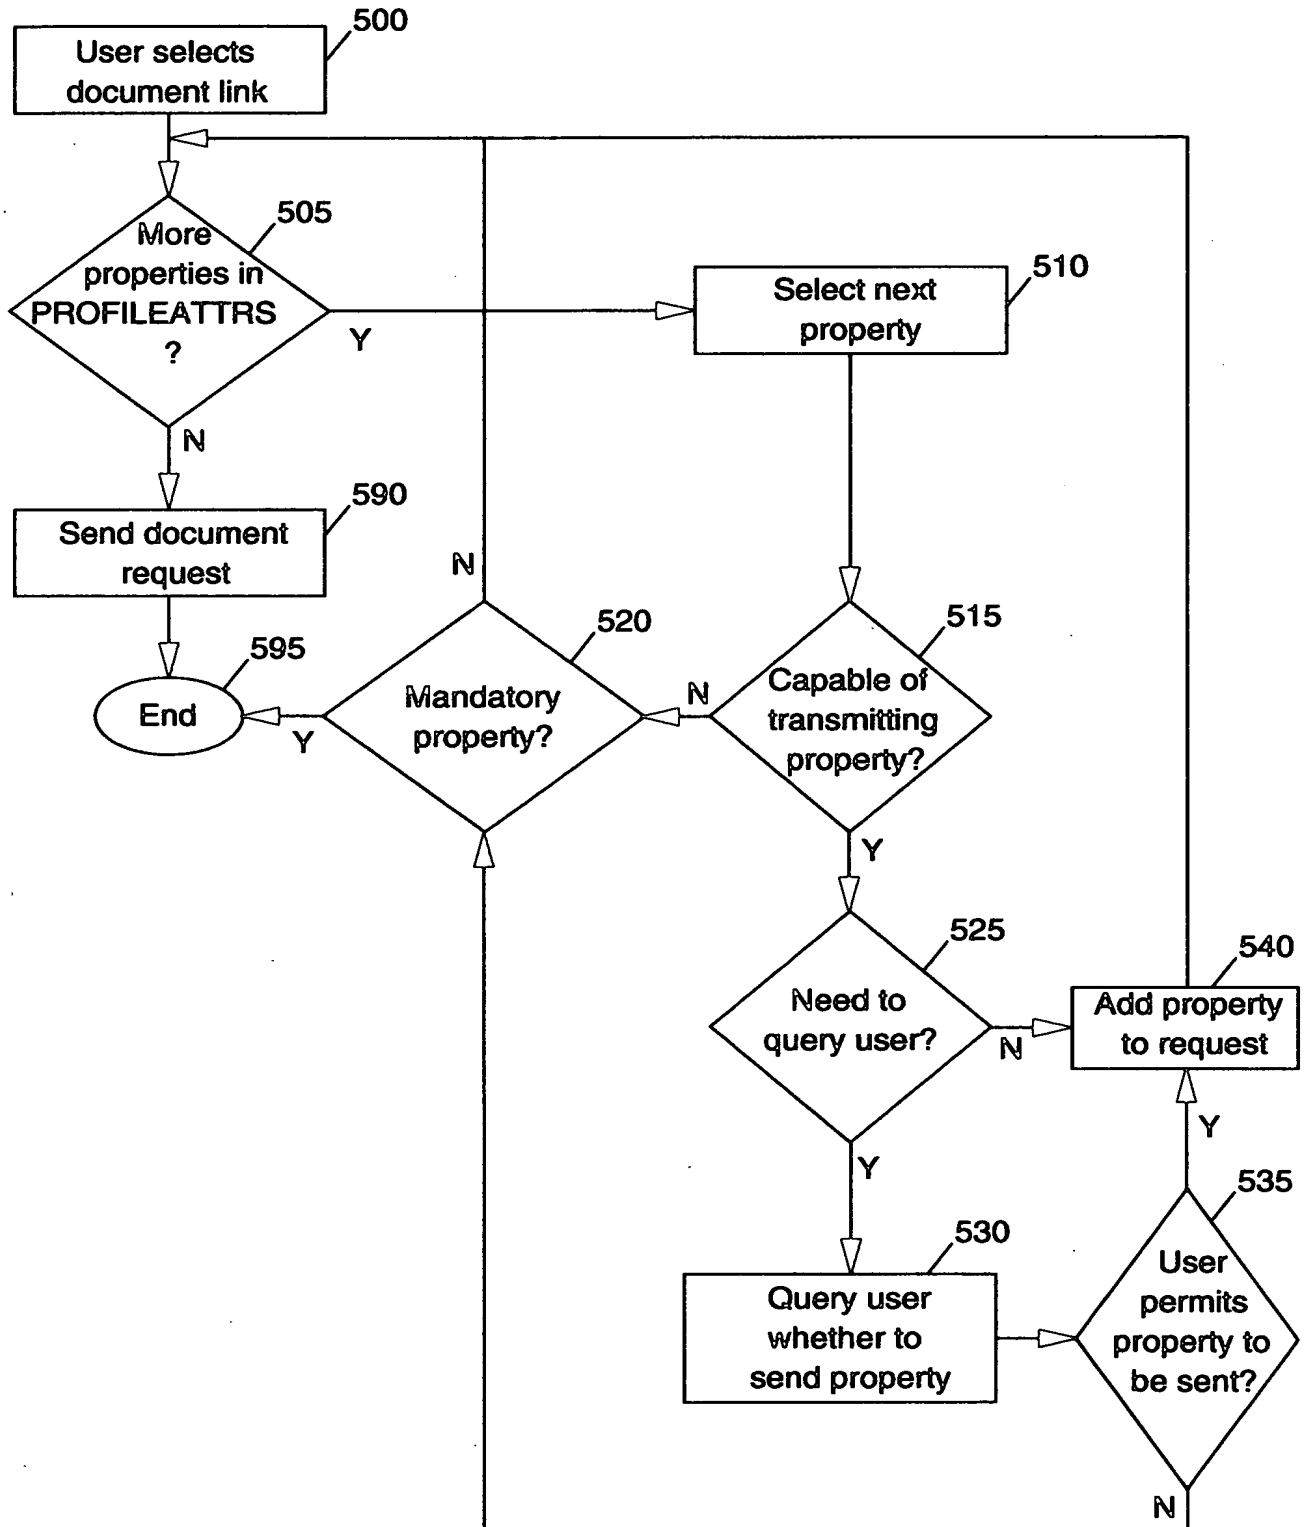 500
User selects
document link
505
More
properties in
PROFILEATTRS
?
Y
N
510
Select next
property
590
Send document
request
595
End
N
520
Mandatory
property?
Y
N
515
Capable of
transmitting
property?
Y
525
Need to
query user?
N
540
Add property
to request
Y
Y
530
Query user
whether to
send property
535
User
permits
property to
be sent?
N